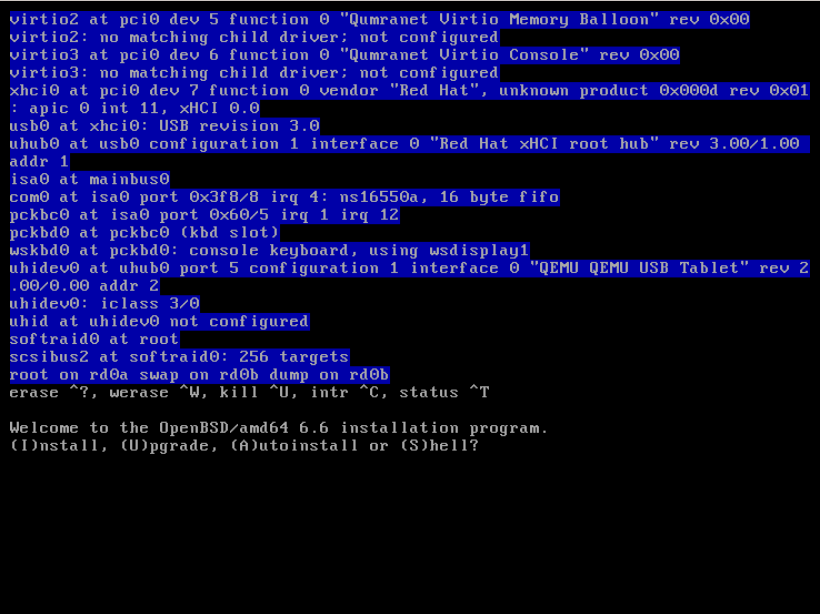 virtio2 at pci0 dev 5 function 0 "Qumranet Virtio Memory Balloon" rev 0x00
virtio2: no matching child driver; not configured
virtio3 at pci0 dev 6 function 0 "Qumranet Virtio Console" rev 0x00
virtio3: no matching child driver; not configured
xhci0 at pci0 dev 7 function 0 vendor "Red Hat", unknown product 0x000d rev 0x01
: apic 0 int 11, xHCI 0.0
usb0 at xhci0: USB revision 3.0
uhub0 at usb0 configuration 1 interface 0 "Red Hat xHCI root hub" rev 3.00/1.00
addr 1
isa0 at mainbus0
com0 at isa0 port 0x3f8/8 irq 4: ns16550a, 16 byte fifo
pckbc0 at isa0 port 0x60/5 irq 1 irq 12
pckbd0 at pckbc0 (kbd slot)
wskbd0 at pckbd0: console keyboard, using wsdisplay1
uhidev0 at uhub0 port 5 configuration 1 interface 0 "QEMU QEMU USB Tablet" rev 2
.00/0.00 addr 2
uhidev0: iclass 3/0
uhid at uhidev0 not configured
softraid0 at root
scsibus2 at softraid0: 256 targets
root on rd0a swap on rd0b dump on rd0b
erase ^?, werase ^W, kill ^U, intr ^C, status ^T
Welcome to the OpenBSD/amd64 6.6 installation program.
(I)nstall, (U)pgrade, (A)utoinstall or (S)hell?